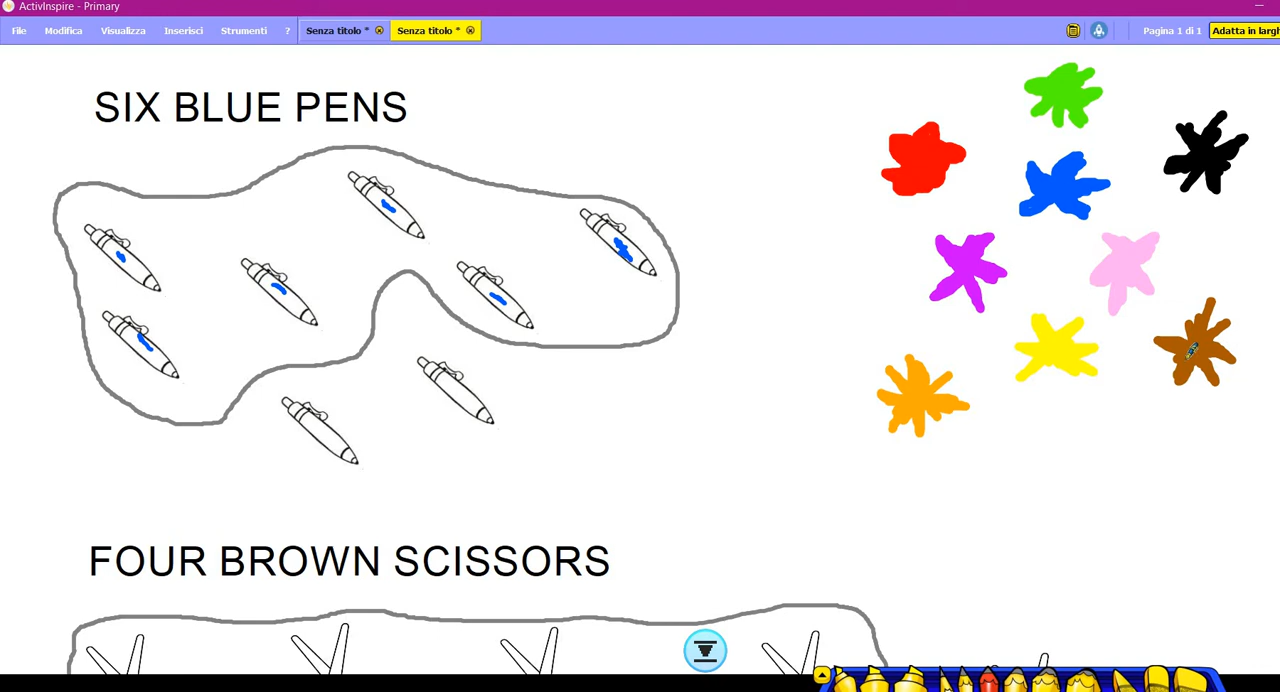 ActivInspire - Primary
File Modifica Visualizza Inserisci Strumenti ? Senza titolo * Senza titolo * Pagina 1 di 1 Adatta in largh
SIX BLUE PENS
FOUR BROWN SCISSORS